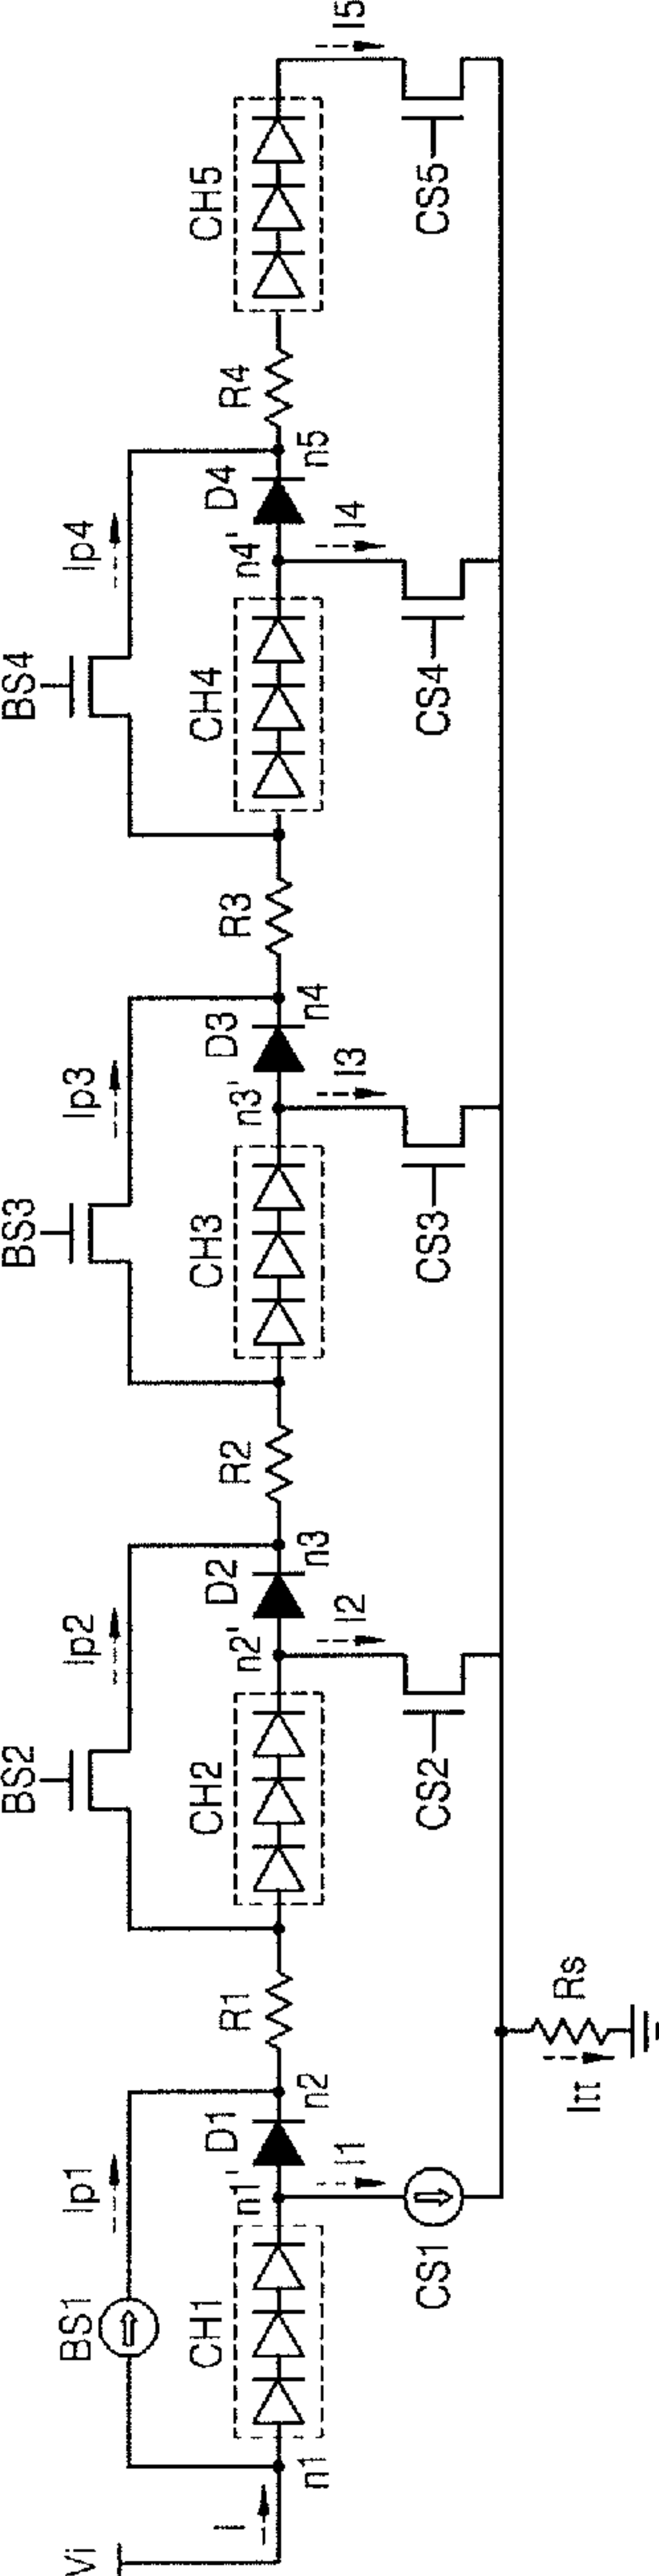 Vi
I
n1
BS1
Ip1
CH1
n1'
D1
n2
I1
CS1
R1
Rs
III
BS2
Ip2
CH2
n2'
D2
n3
I2
CS2
R2
BS3
Ip3
CH3
n3'
D3
n4
I3
CS3
R3
BS4
Ip4
CH4
n4'
D4
n5
I4
CS4
R4
CH5
I5
CS5